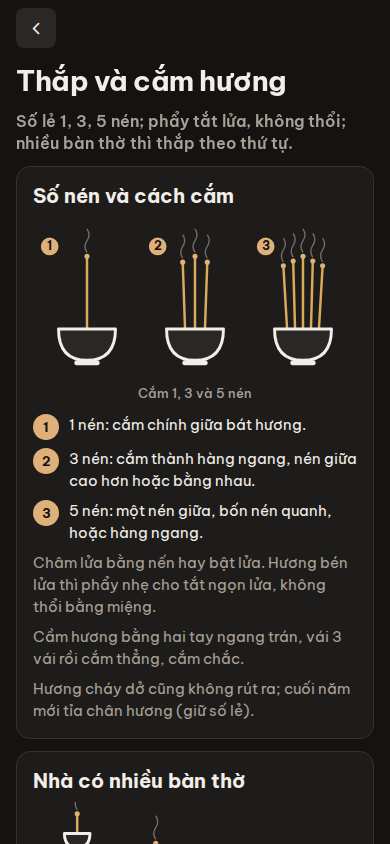 Thắp và cắm hương
Số lẻ 1, 3, 5 nén; phẩy tắt lửa, không thổi;
nhiều bàn thờ thì thắp theo thứ tự.
Số nén và cách cắm
1
2
3
Cắm 1, 3 và 5 nén
1 1 nén: cắm chính giữa bát hương.
2 3 nén: cắm thành hàng ngang, nén giữa
cao hơn hoặc bằng nhau.
3 5 nén: một nén giữa, bốn nén quanh,
hoặc hàng ngang.
Châm lửa bằng nến hay bật lửa. Hương bén
lửa thì phẩy nhẹ cho tắt ngọn lửa, không
thổi bằng miệng.
Cầm hương bằng hai tay ngang trán, vái 3
vái rồi cắm thẳng, cắm chắc.
Hương cháy dở cũng không rút ra; cuối năm
mới tỉa chân hương (giữ số lẻ).
Nhà có nhiều bàn thờ